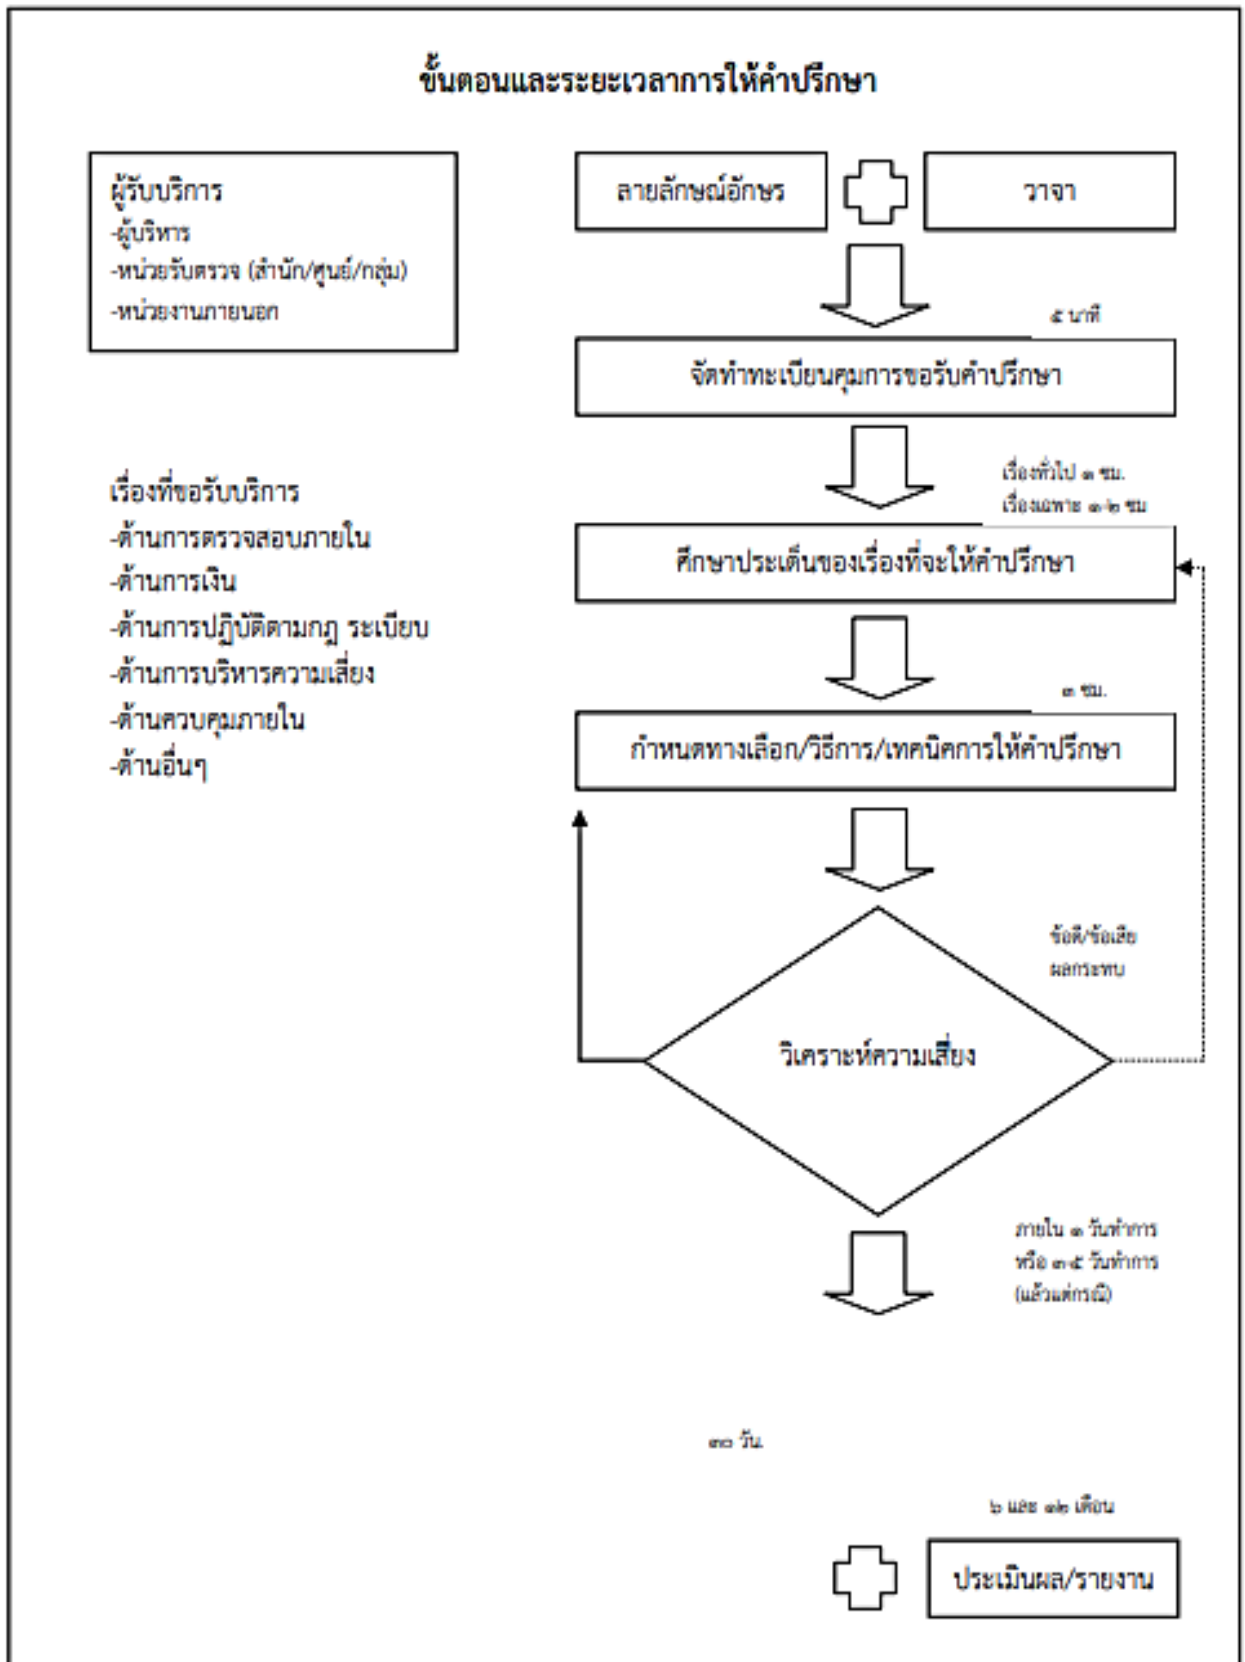 ขั้นตอนและระยะเวลาการให้คำปรึกษา
ผู้รับบริการ
-ผู้บริหาร
-หน่วยรับตรวจ (สำนัก/ศูนย์/กลุ่ม)
-หน่วยงานภายนอก
ลายลักษณ์อักษร
วาจา
๕ นาที
จัดทำทะเบียนคุมการขอรับคำปรึกษา
เรื่องที่ขอรับบริการ
-ด้านการตรวจสอบภายใน
-ด้านการเงิน
-ด้านการปฏิบัติตามกฎ ระเบียบ
-ด้านการบริหารความเสี่ยง
-ด้านควบคุมภายใน
-ด้านอื่นๆ
เรื่องทั่วไป ๑ ชม.
เรื่องเฉพาะ ๑-๒ ชม
ศึกษาประเด็นของเรื่องที่จะให้คำปรึกษา
ชม.
กำหนดทางเลือก/วิธีการ/เทคนิคการให้คำปรึกษา
ข้อดี/ข้อเสีย
ผลกระทบ
วิเคราะห์ความเสี่ยง
ภายใน ๑ วันทำการ
หรือ ๓-๕ วันทำการ
(แล้วแต่กรณี)
วัน.
๖ และ ๑๒ เดือน
ประเมินผล/รายงาน